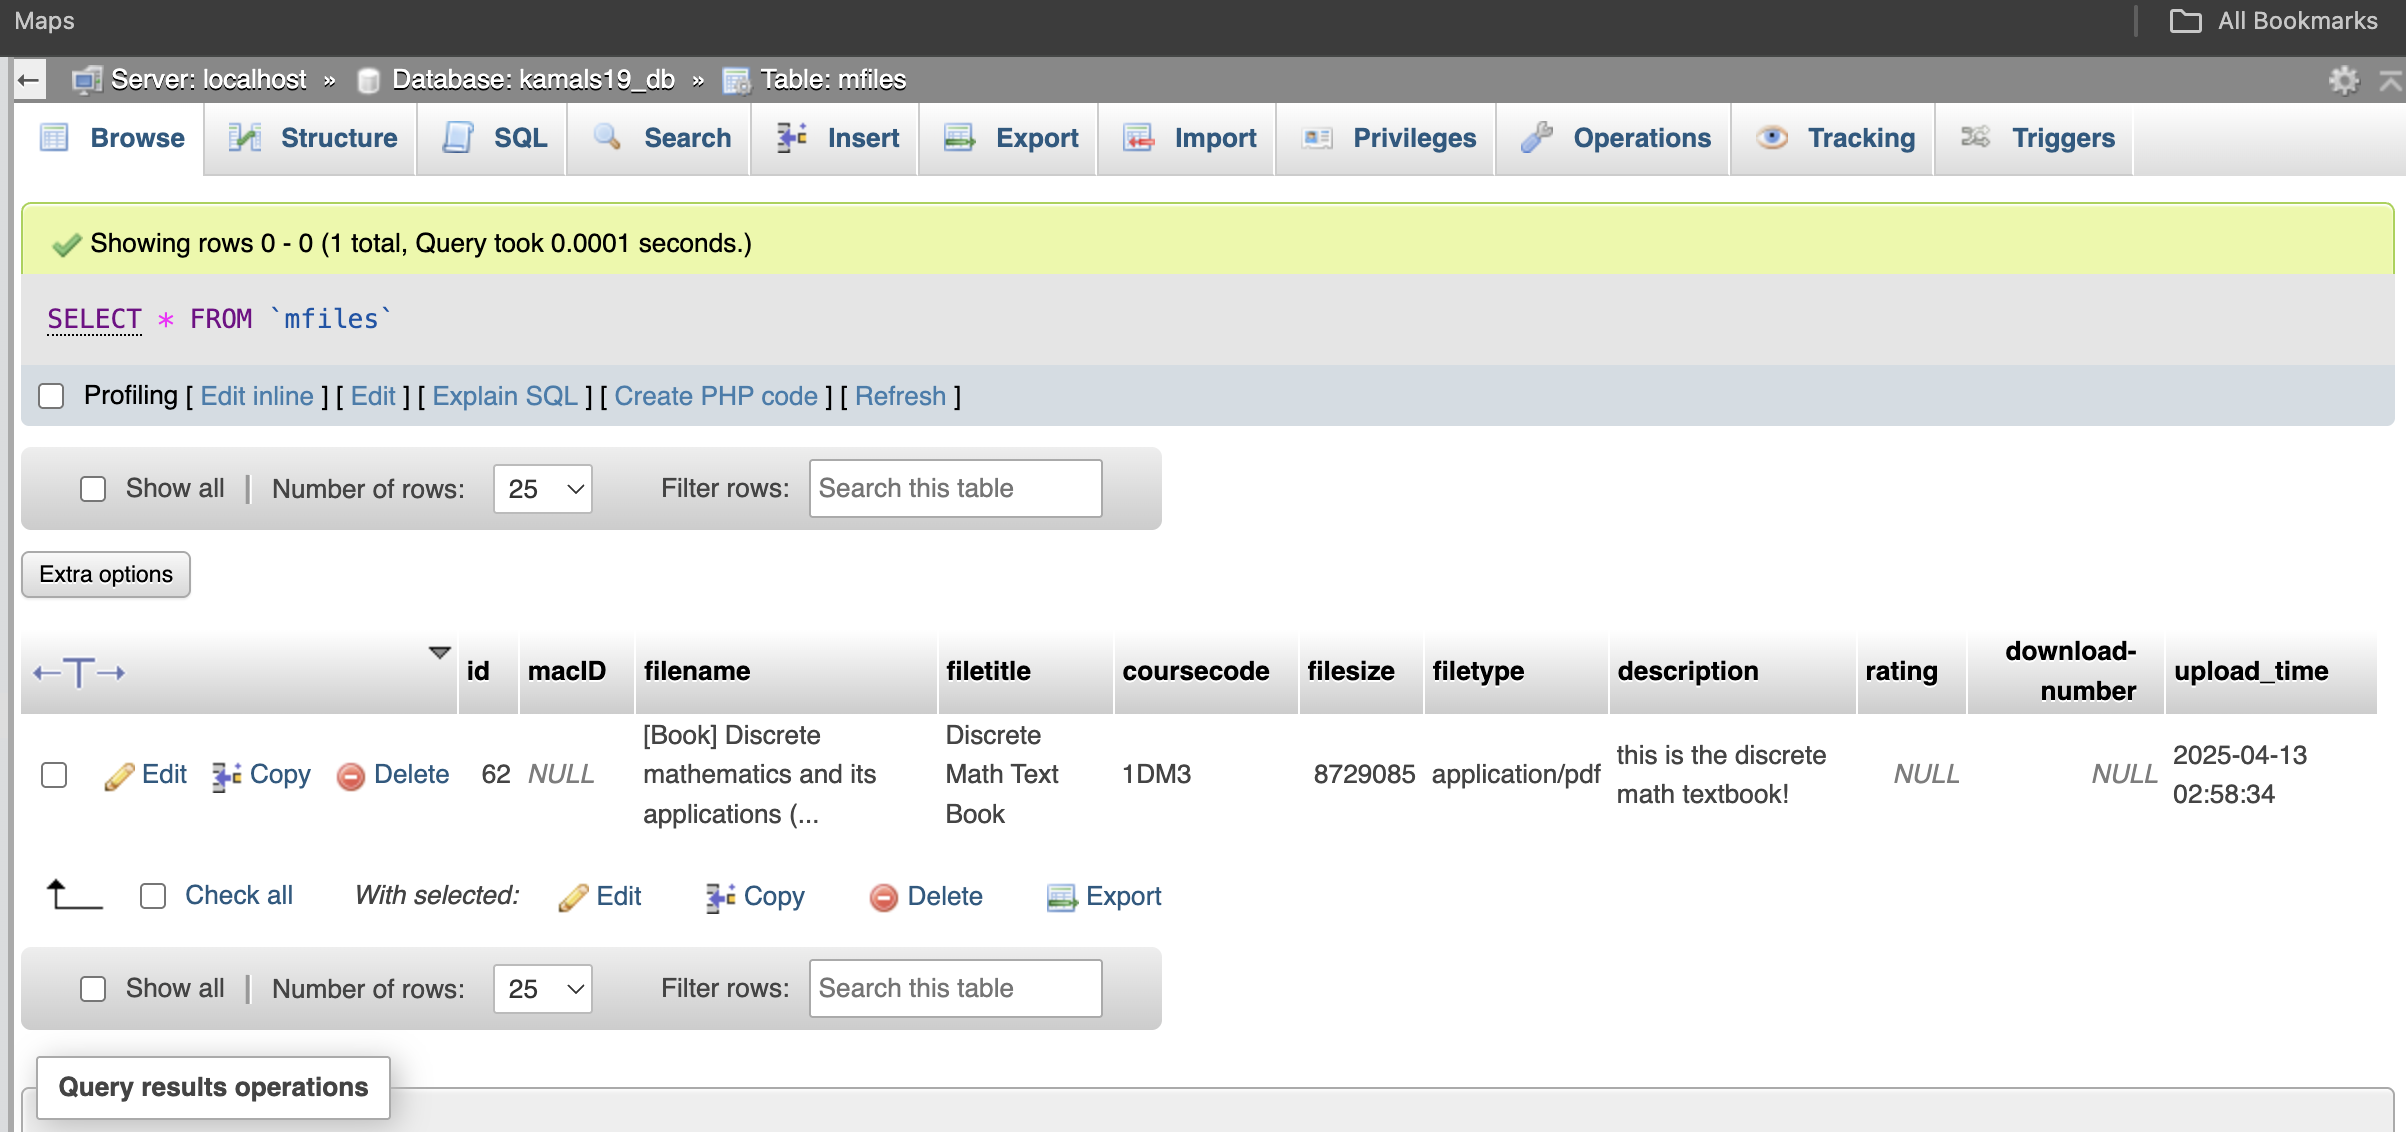 Maps
All Bookmarks
Server: localhost » Database: kamals19_db » Table: mfiles
Browse Structure SQL Search Insert Export Import Privileges Operations Tracking Triggers
Showing rows 0 - 0 (1 total, Query took 0.0001 seconds.)
SELECT * FROM `mfiles`
Profiling [ Edit inline ] [ Edit ] [ Explain SQL ] [ Create PHP code ] [ Refresh ]
Show all | Number of rows: 25 Filter rows: Search this table
Extra options
id macID filename filetitle coursecode filesize filetype description rating download-
number upload_time
Edit Copy Delete 62 NULL [Book] Discrete
mathematics and its
applications (...
Discrete
Math Text
Book
1DM3 8729085 application/pdf this is the discrete
math textbook!
NULL NULL 2025-04-13
02:58:34
Check all With selected: Edit Copy Delete Export
Show all | Number of rows: 25 Filter rows: Search this table
Query results operations